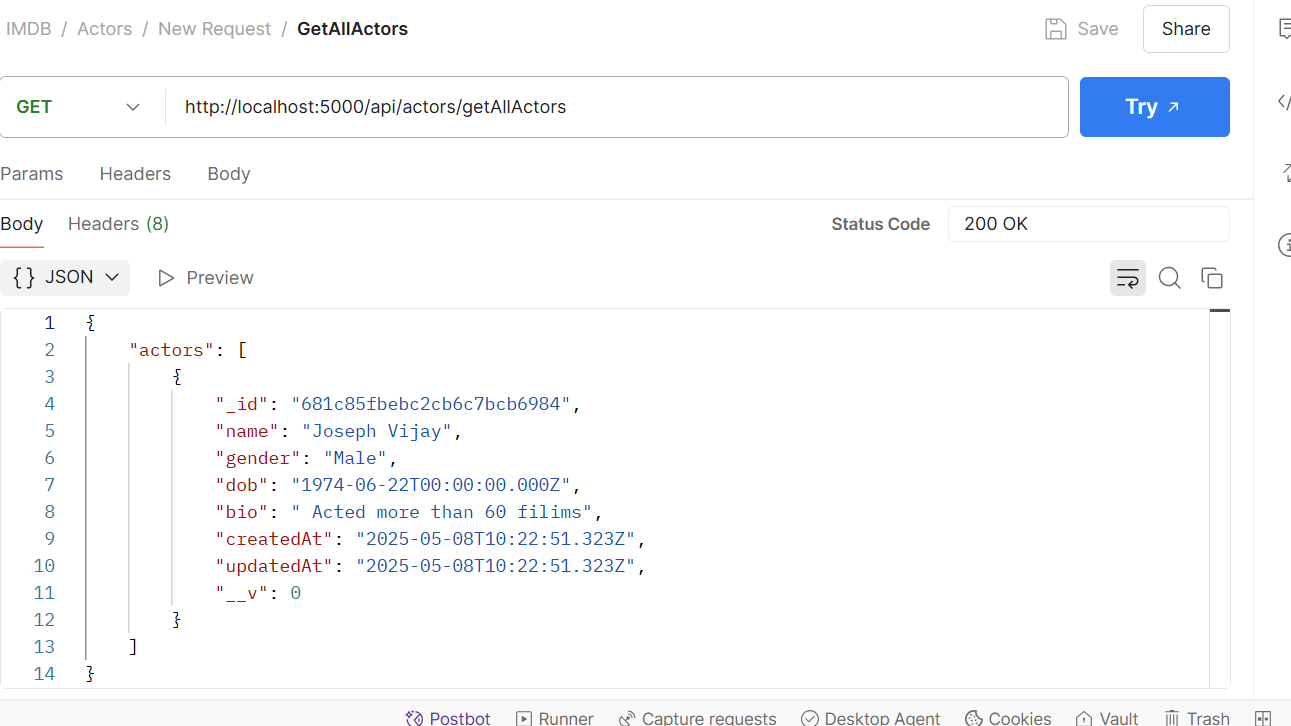 IMDB / Actors / New Request / GetAllActors Save Share
GET http://localhost:5000/api/actors/getAllActors Try
Params Headers Body
Body Headers (8) Status Code 200 OK
{} JSON Preview
1 {
2 "actors": [
3 {
4 "_id": "681c85fbebc2cb6c7bcb6984",
5 "name": "Joseph Vijay",
6 "gender": "Male",
7 "dob": "1974-06-22T00:00:00.000Z",
8 "bio": " Acted more than 60 filims",
9 "createdAt": "2025-05-08T10:22:51.323Z",
10 "updatedAt": "2025-05-08T10:22:51.323Z",
11 "__v": 0
12 }
13 ]
14 }
Postbot Runner Capture requests Desktop Agent Cookies Vault Trash